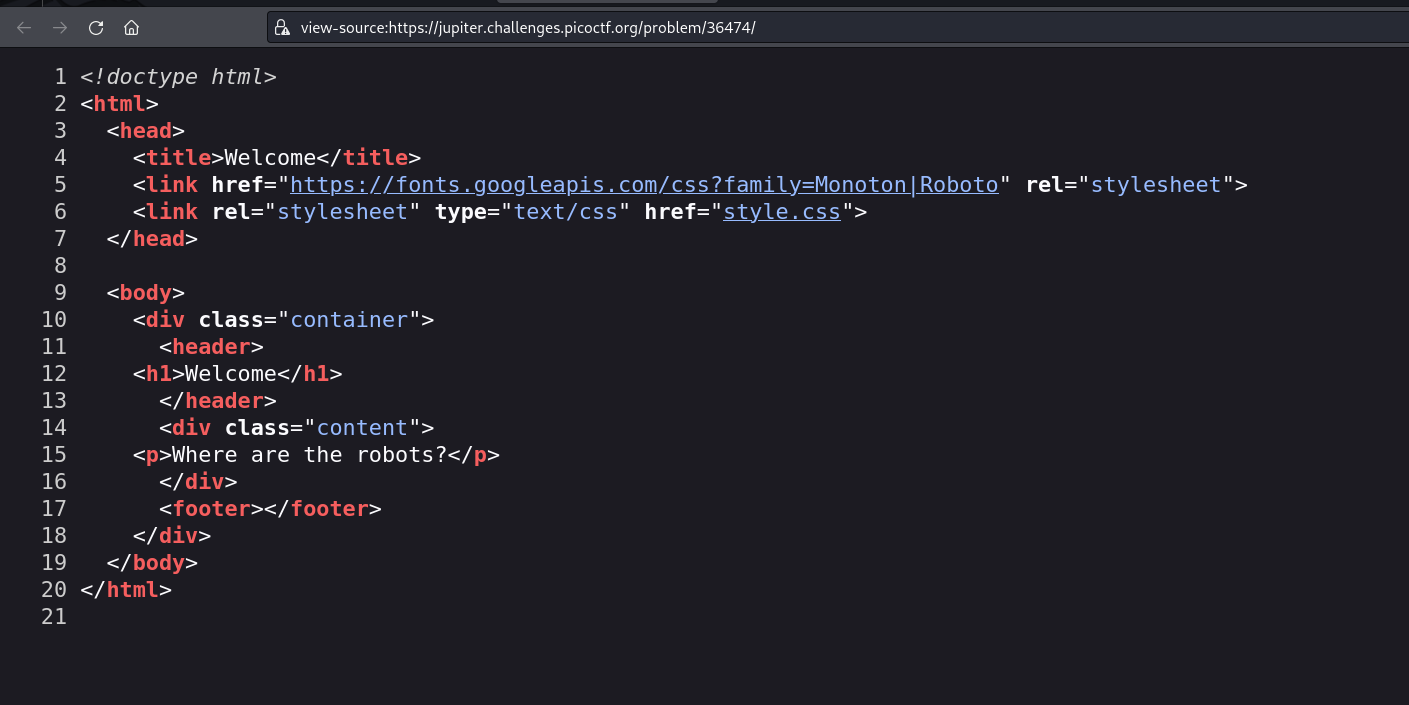 view-source:https://jupiter.challenges.picoctf.org/problem/36474/
1 <!doctype html>
2 <html>
3   <head>
4     <title>Welcome</title>
5     <link href="https://fonts.googleapis.com/css?family=Monoton|Roboto" rel="stylesheet">
6     <link rel="stylesheet" type="text/css" href="style.css">
7   </head>
8
9   <body>
10     <div class="container">
11       <header>
12     <h1>Welcome</h1>
13       </header>
14       <div class="content">
15     <p>Where are the robots?</p>
16       </div>
17       <footer></footer>
18     </div>
19   </body>
20 </html>
21